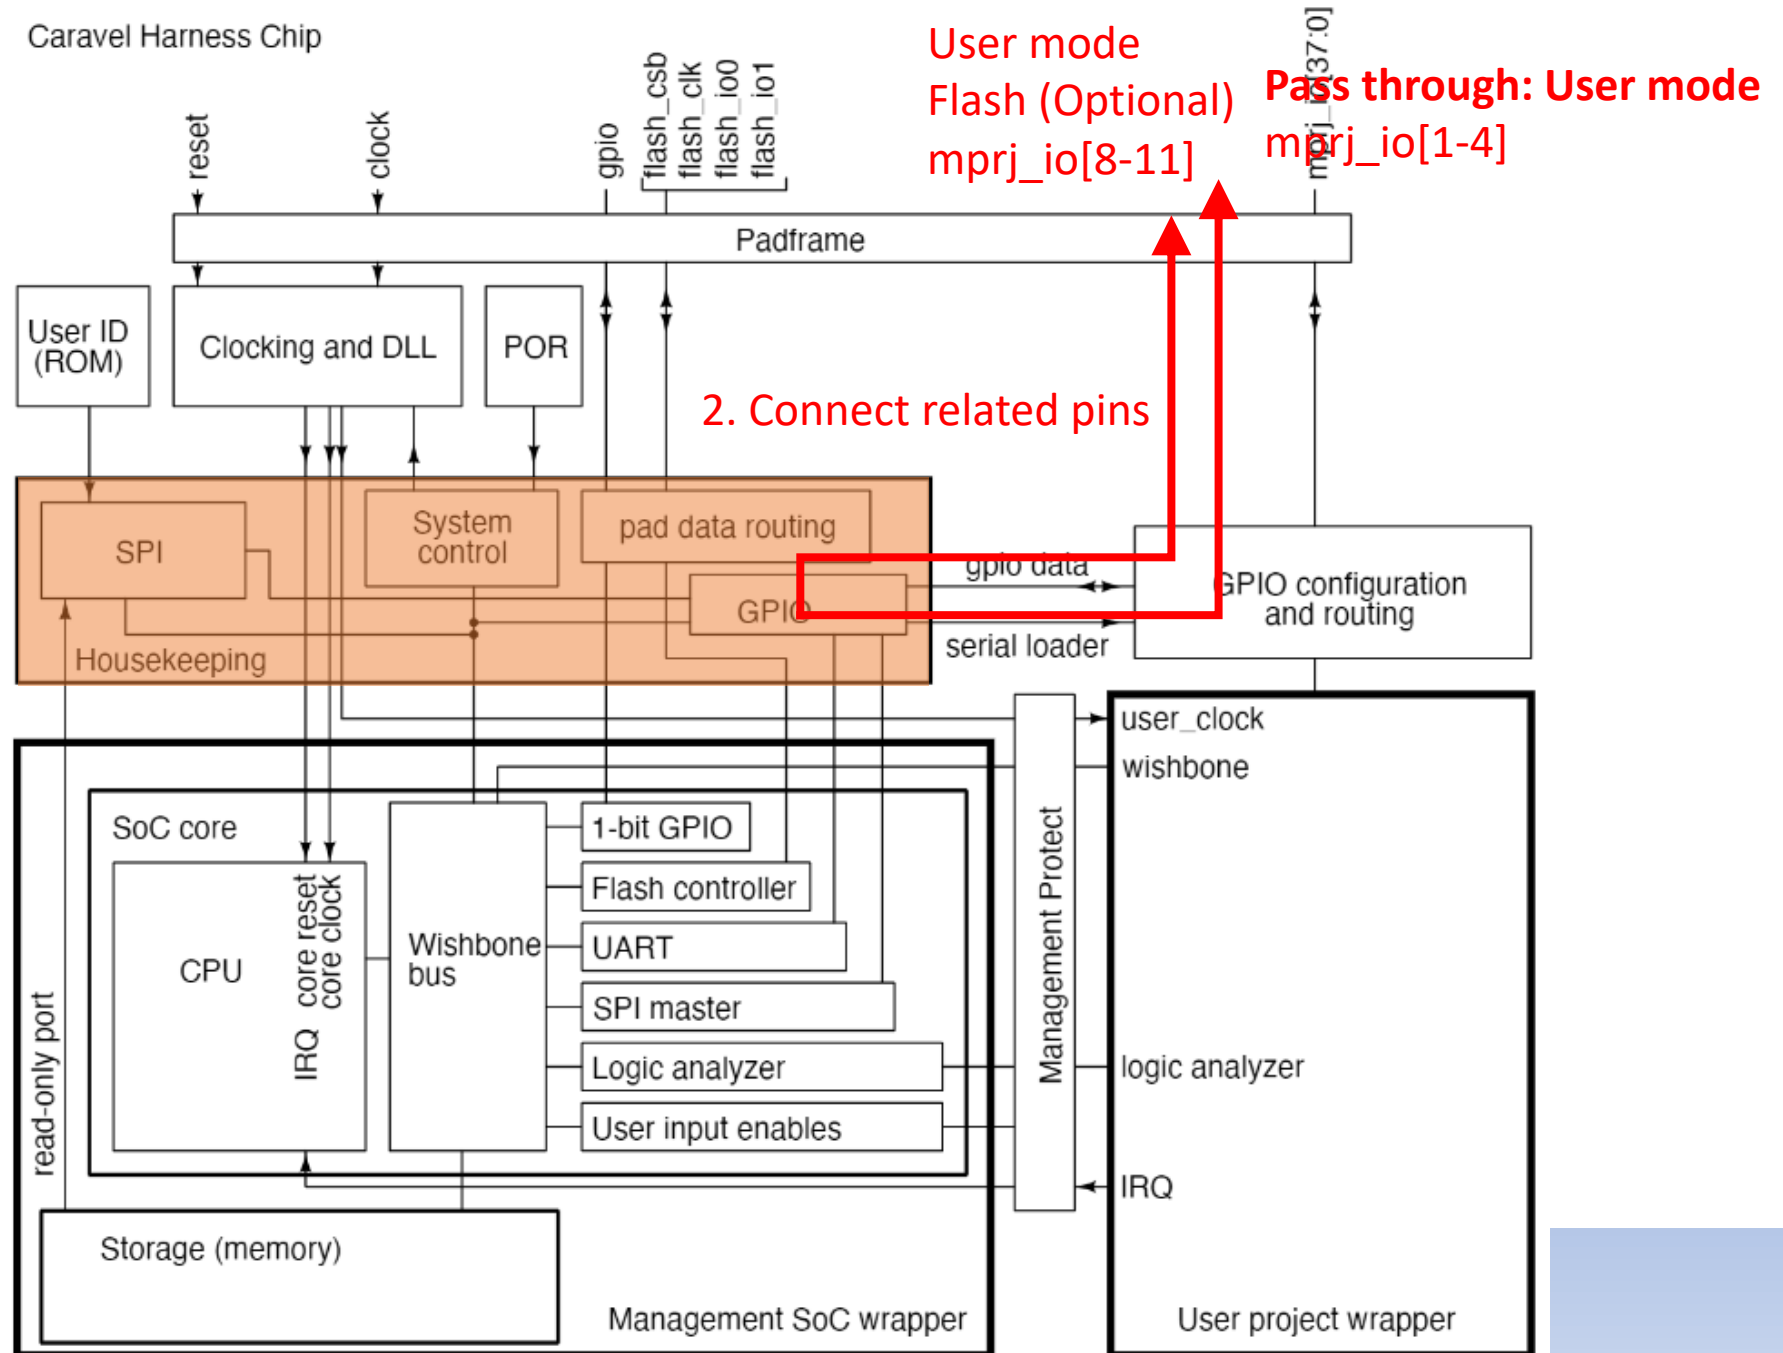 Caravel Harness Chip
reset
clock
gpio
flash_csb
flash_clk
flash_io0
flash_io1
User mode
Flash (Optional)
mprj_io[8-11]
Pass through: User mode
mprj_io[1-4]
mprj_io[37:0]
Padframe
User ID
(ROM)
Clocking and DLL
POR
2. Connect related pins
SPI
System
control
pad data routing
GPIO
Housekeeping
gpio data
serial loader
GPIO configuration
and routing
user_clock
wishbone
SoC core
CPU
IRQ
core reset
core clock
Wishbone
bus
1-bit GPIO
Flash controller
UART
SPI master
Logic analyzer
User input enables
Management Protect
logic analyzer
IRQ
read-only port
Storage (memory)
Management SoC wrapper
User project wrapper